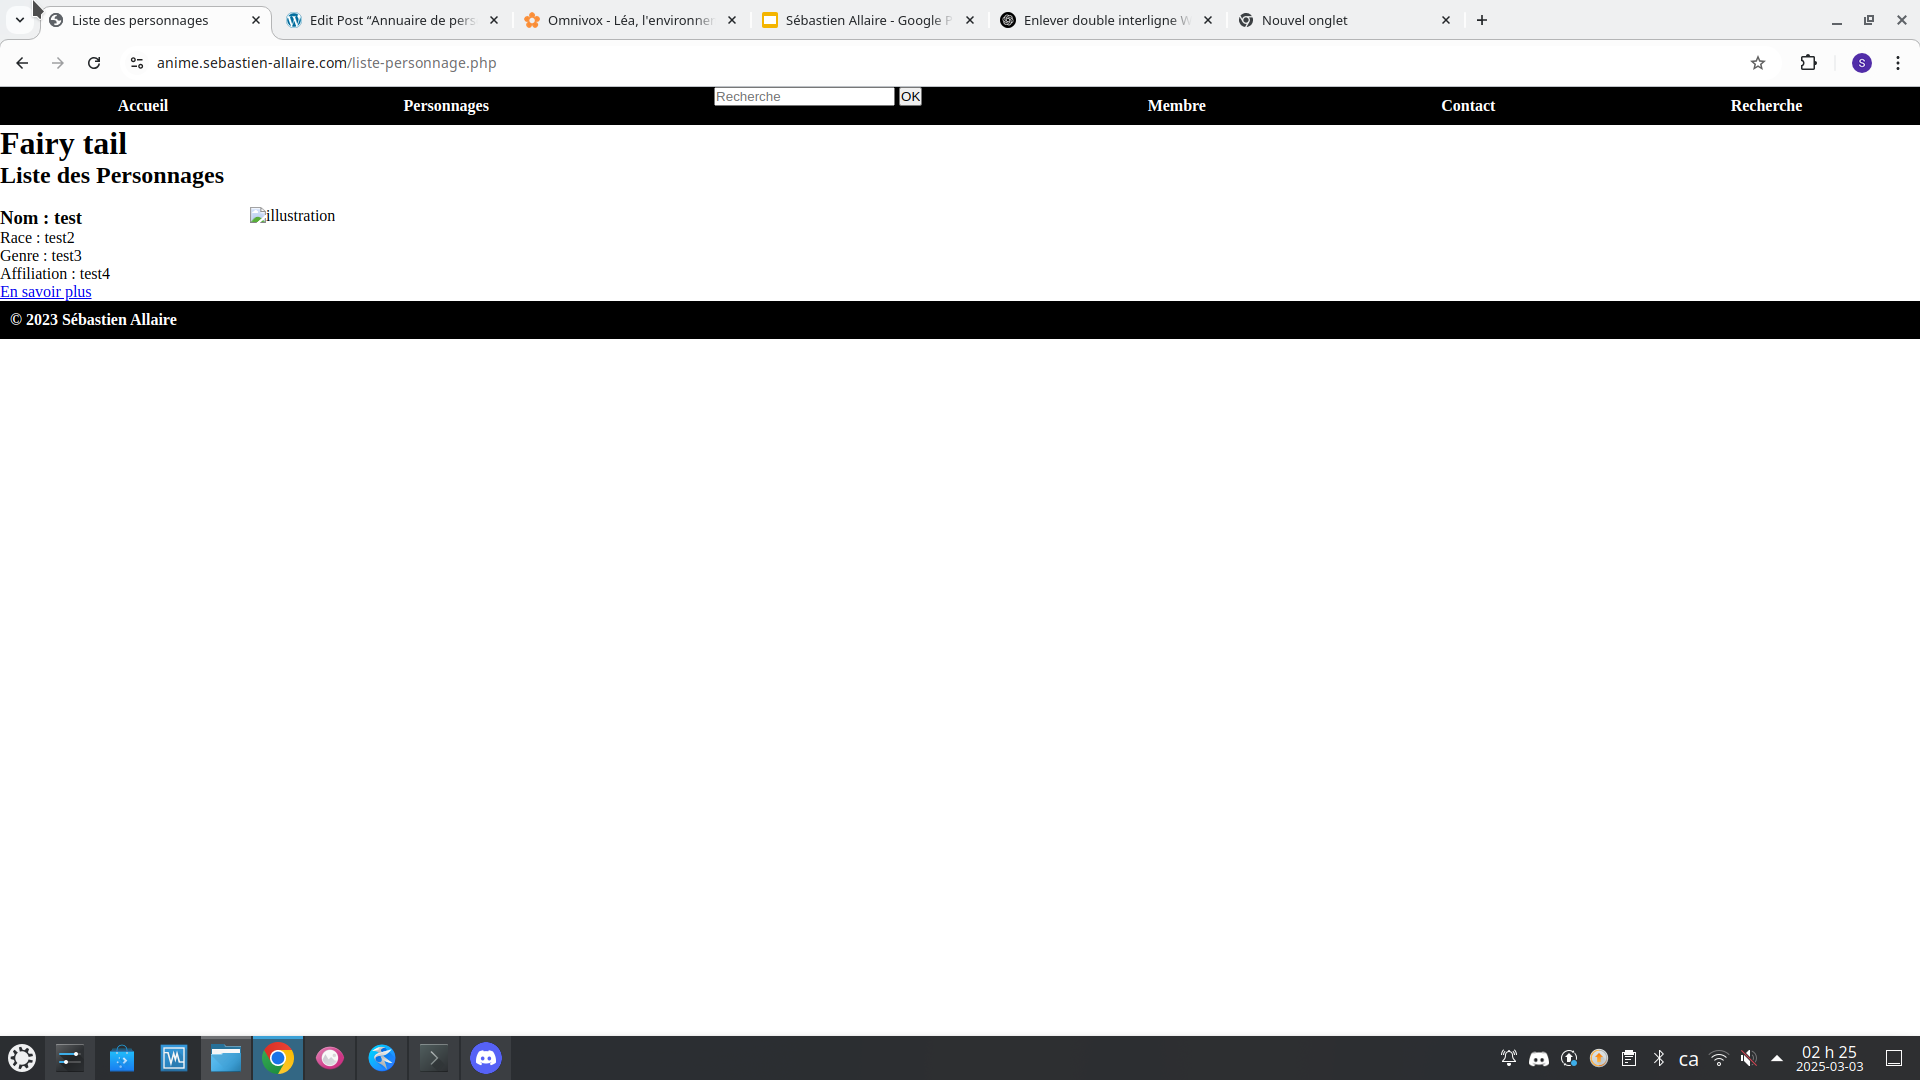 Liste des personnages
Edit Post “Annuaire de pers
Omnivox - Léa, l'environner
Sébastien Allaire - Google P
Enlever double interligne W
Nouvel onglet
anime.sebastien-allaire.com/liste-personnage.php
S
Accueil
Personnages
Recherche
OK
Membre
Contact
Recherche
Fairy tail
Liste des Personnages
Nom : test
illustration
Race : test2
Genre : test3
Affiliation : test4
En savoir plus
© 2023 Sébastien Allaire
ca
02 h 25
2025-03-03